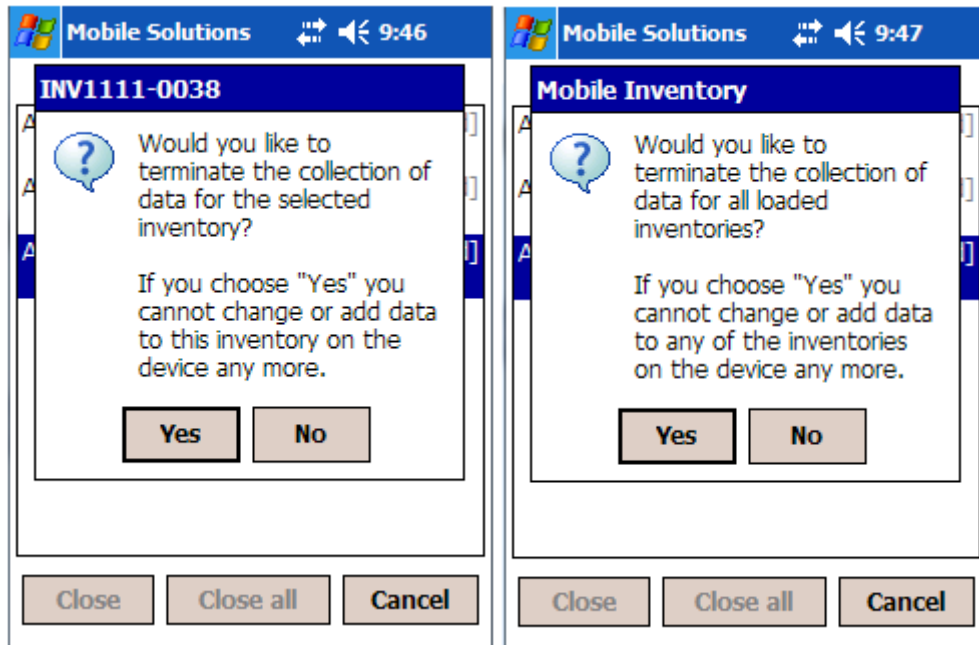 Mobile Solutions 9:46
INV1111-0038
A
]
Would you like to
terminate the collection of
data for the selected
inventory?
A
]
A
]
If you choose "Yes" you
cannot change or add data
to this inventory on the
device any more.
Yes No
Close Close all Cancel
Mobile Solutions 9:47
Mobile Inventory
A
]
Would you like to
terminate the collection of
data for all loaded
inventories?
A
]
A
]
If you choose "Yes" you
cannot change or add data
to any of the inventories
on the device any more.
Yes No
Close Close all Cancel